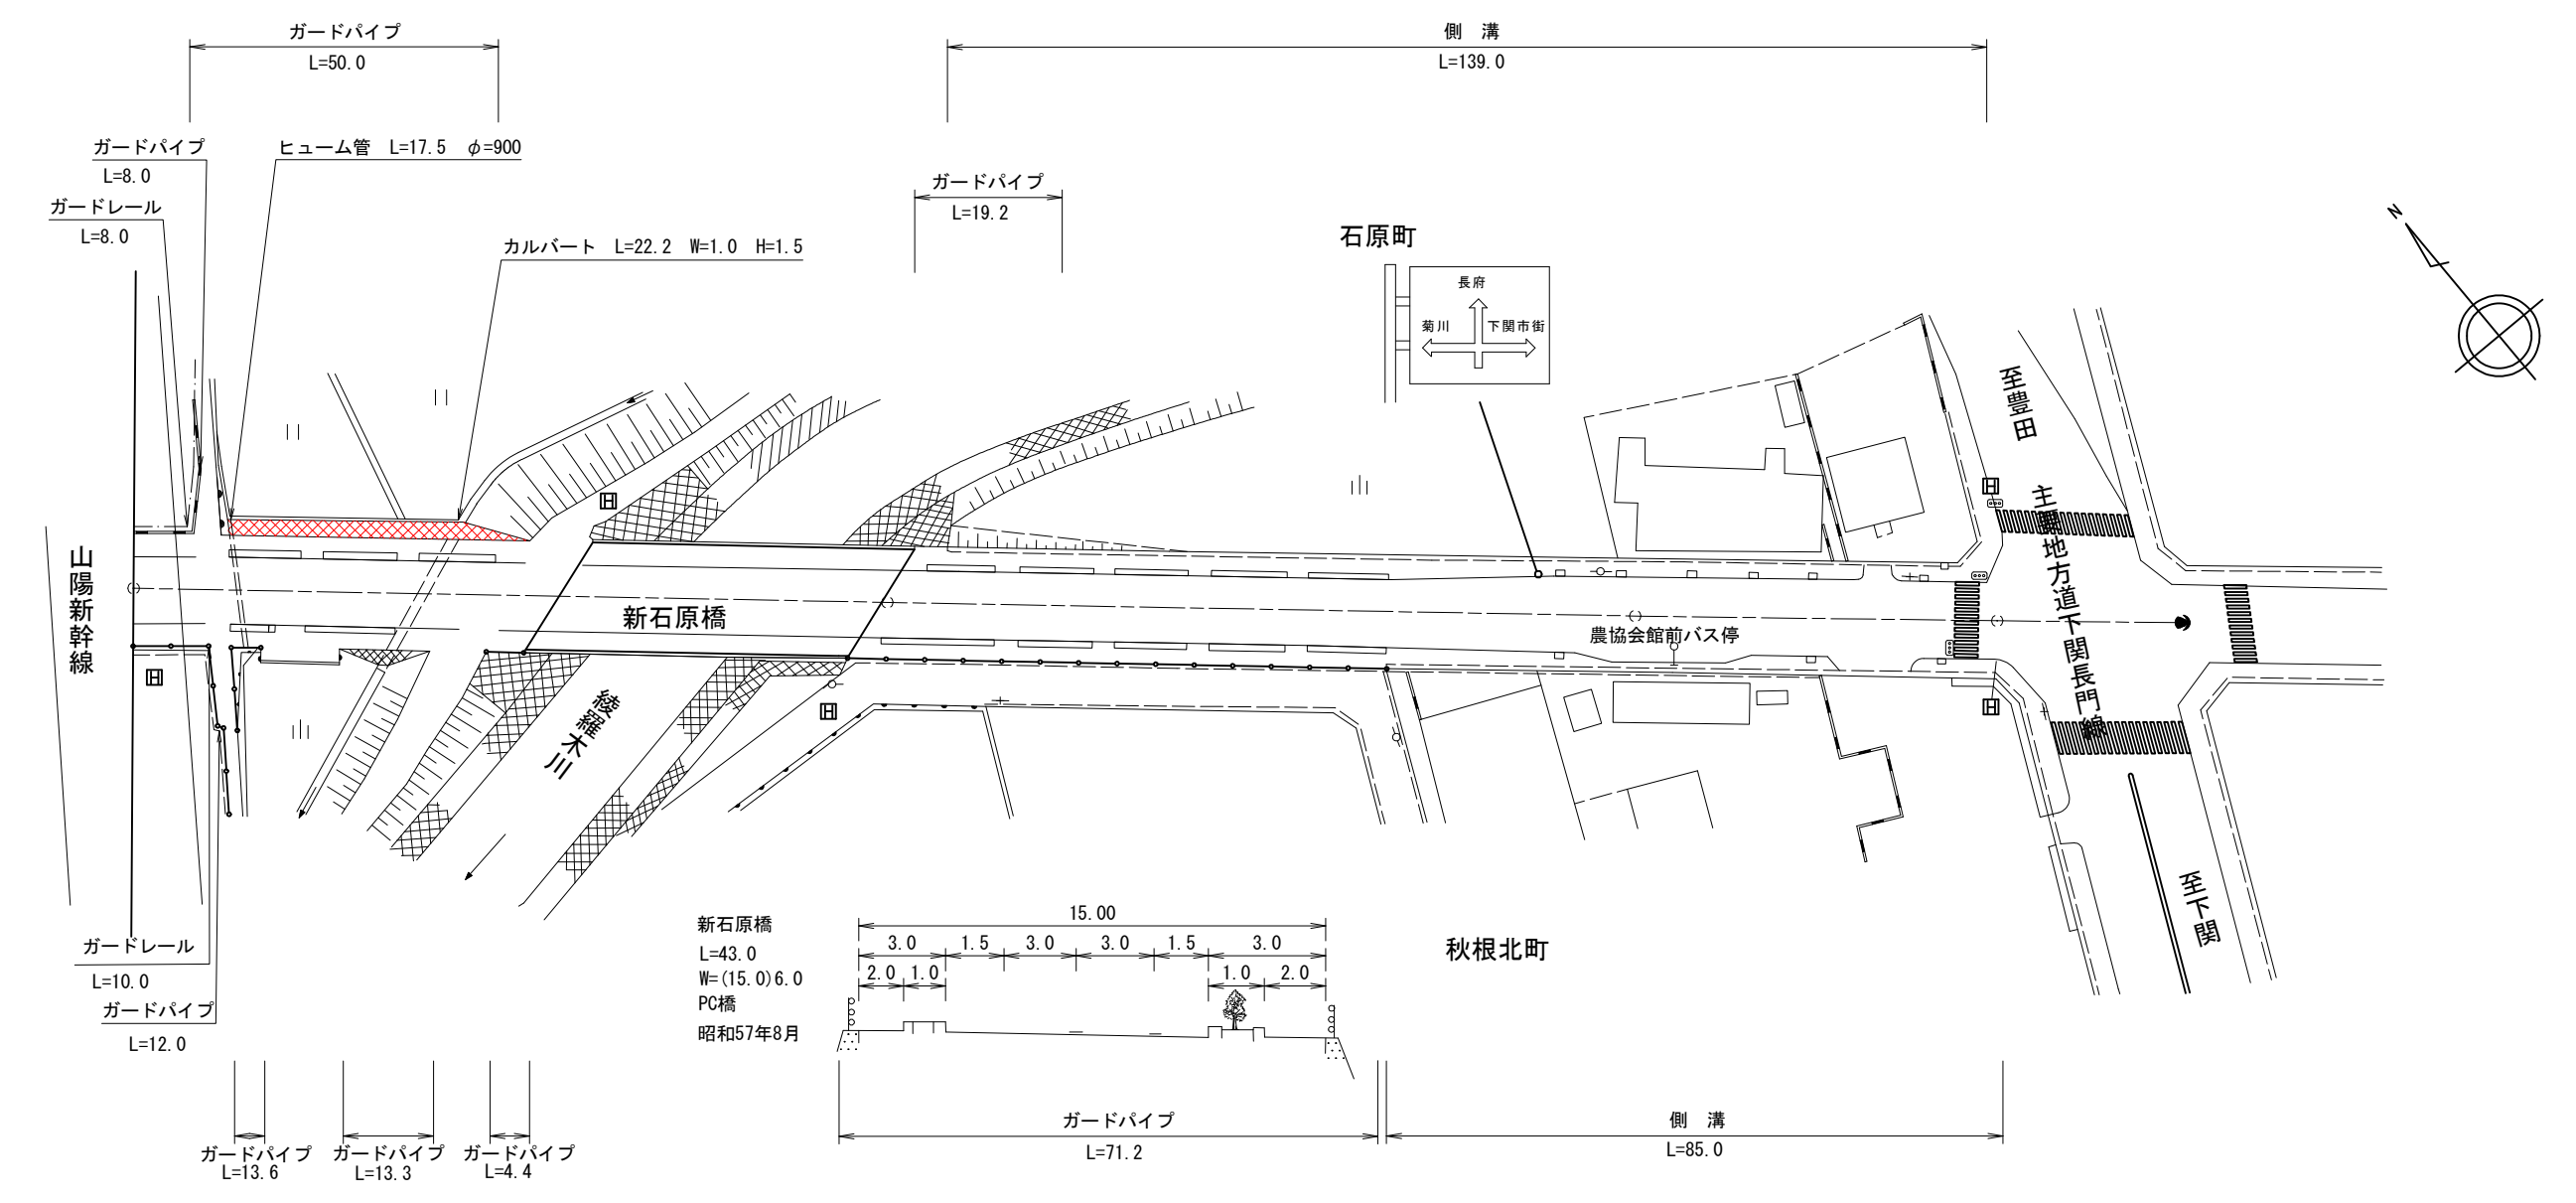 ガードパイプ
L=50.0
側　溝
L=139.0
ガードパイプ
L=8.0
ヒューム管　L=17.5　φ=900
ガードレール
L=8.0
ガードパイプ
L=19.2
カルバート　L=22.2　W=1.0　H=1.5
石原町
長府
菊川
下関市街
N
至豊田
主要地方道下関長門線
山陽新幹線
新石原橋
農協会館前バス停
綾羅木川
至下関
ガードレール
L=10.0
ガードパイプ
L=12.0
新石原橋
L=43.0
W=(15.0)6.0
PC橋
昭和57年8月
15.00
3.0 1.5 3.0 3.0 1.5 3.0
2.0 1.0 1.0 2.0
秋根北町
ガードパイプ
L=13.6
ガードパイプ
L=13.3
ガードパイプ
L=4.4
ガードパイプ
L=71.2
側　溝
L=85.0